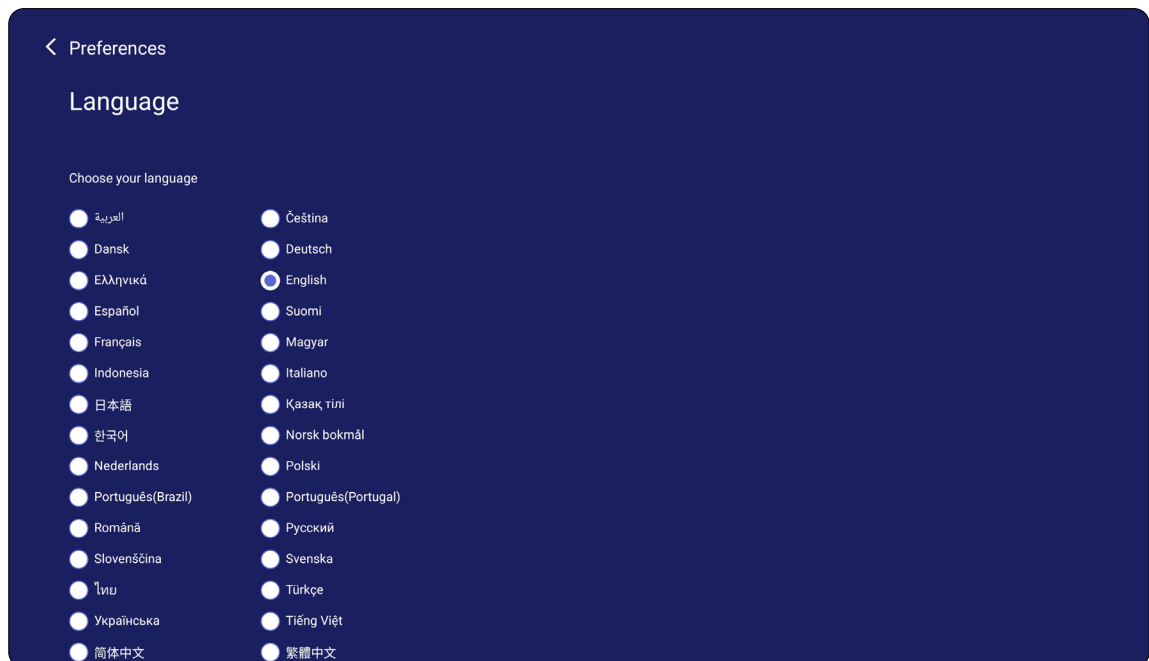 Preferences
Language
Choose your language
العربية
Čeština
Dansk
Deutsch
Ελληνικά
English
Español
Suomi
Français
Magyar
Indonesia
Italiano
日本語
Қазақ тілі
한국어
Norsk bokmål
Nederlands
Polski
Português(Brazil)
Português(Portugal)
Română
Русский
Slovenščina
Svenska
ไทย
Türkçe
Українська
Tiếng Việt
简体中文
繁體中文